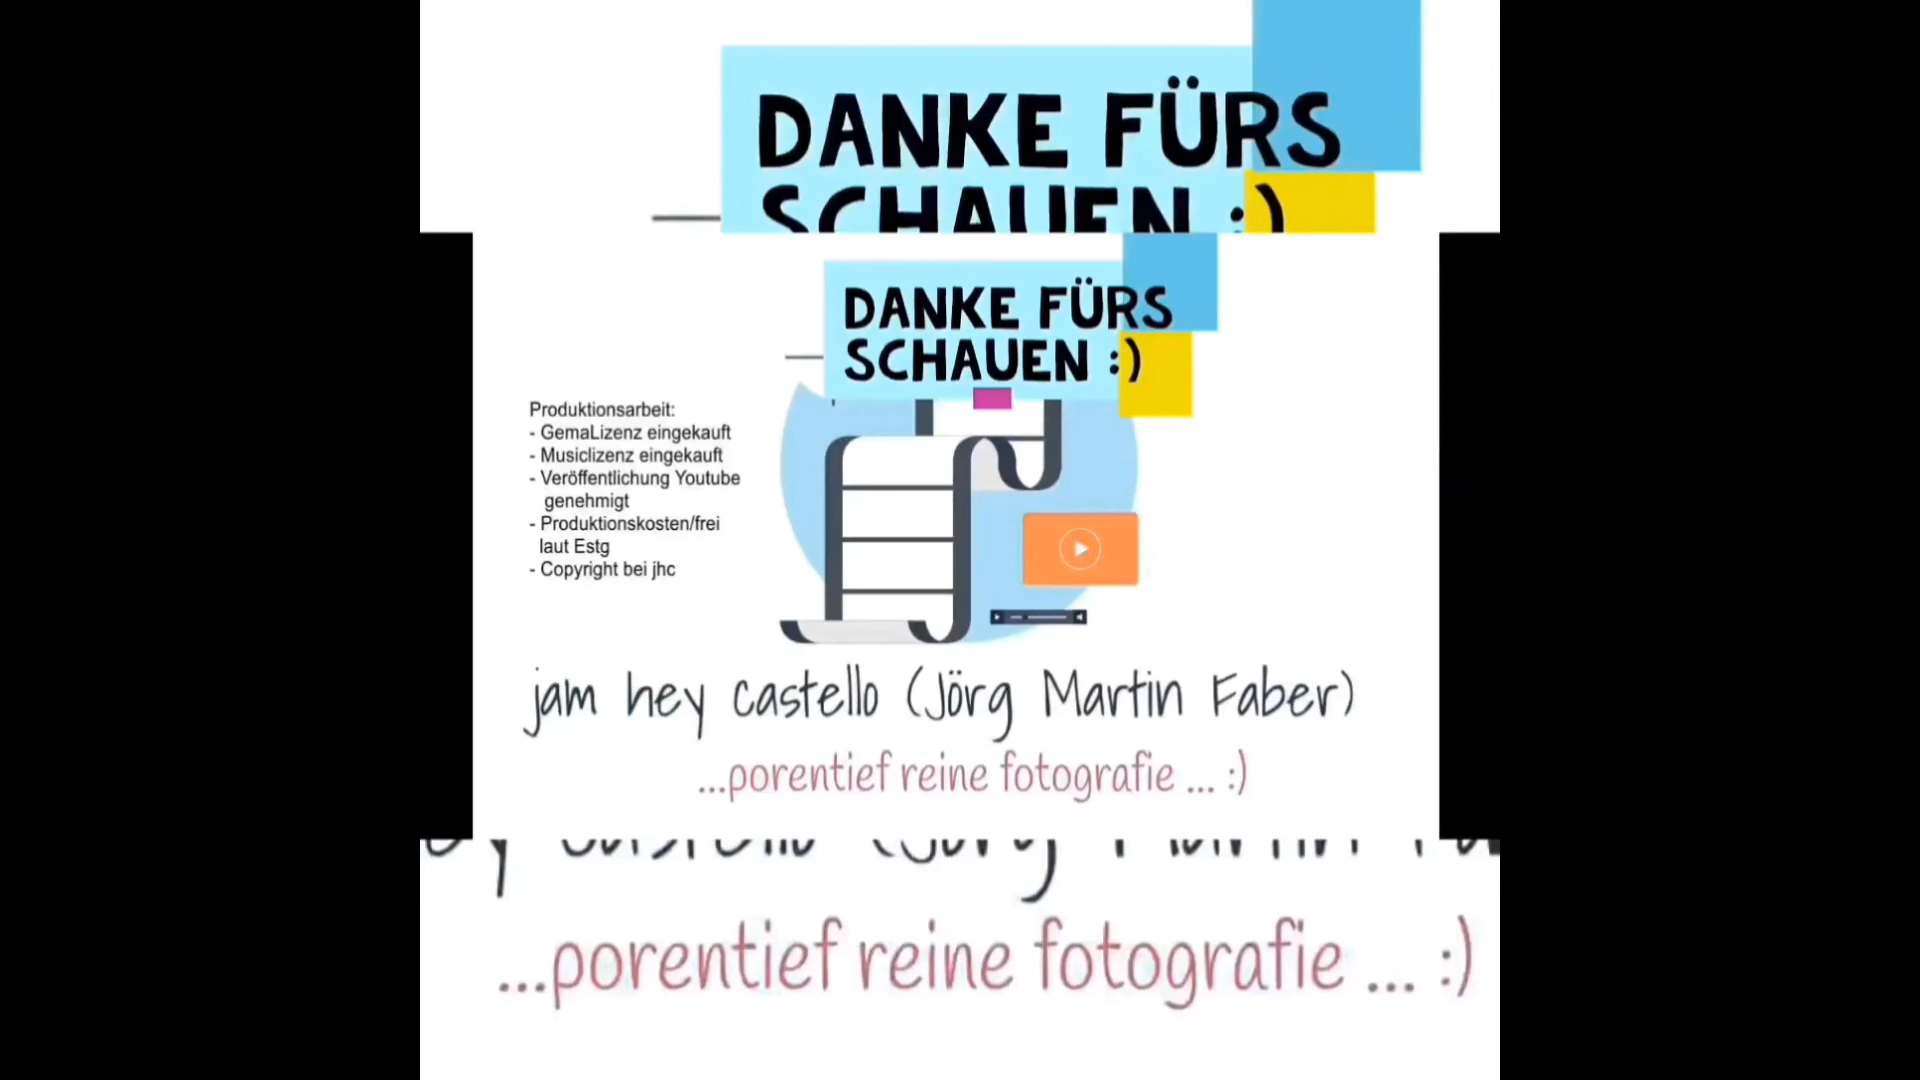 DANKE FÜRS
SCHAUEN :)
DANKE FÜRS
SCHAUEN :)
Produktionsarbeit:
- GemaLizenz eingekauft
- Musiclizenz eingekauft
- Veröffentlichung Youtube
genehmigt
- Produktionskosten/frei
laut Estg
- Copyright bei jhc
jam hey castello (Jörg Martin Faber)
...porentief reine fotografie ... :)
...porentief reine fotografie ... :)